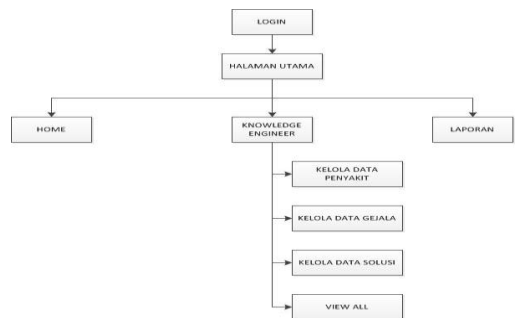 LOGIN
HALAMAN UTAMA
HOME
KNOWLEDGE
ENGINEER
LAPORAN
KELOLA DATA
PENYAKIT
KELOLA DATA GEJALA
KELOLA DATA SOLUSI
VIEW ALL